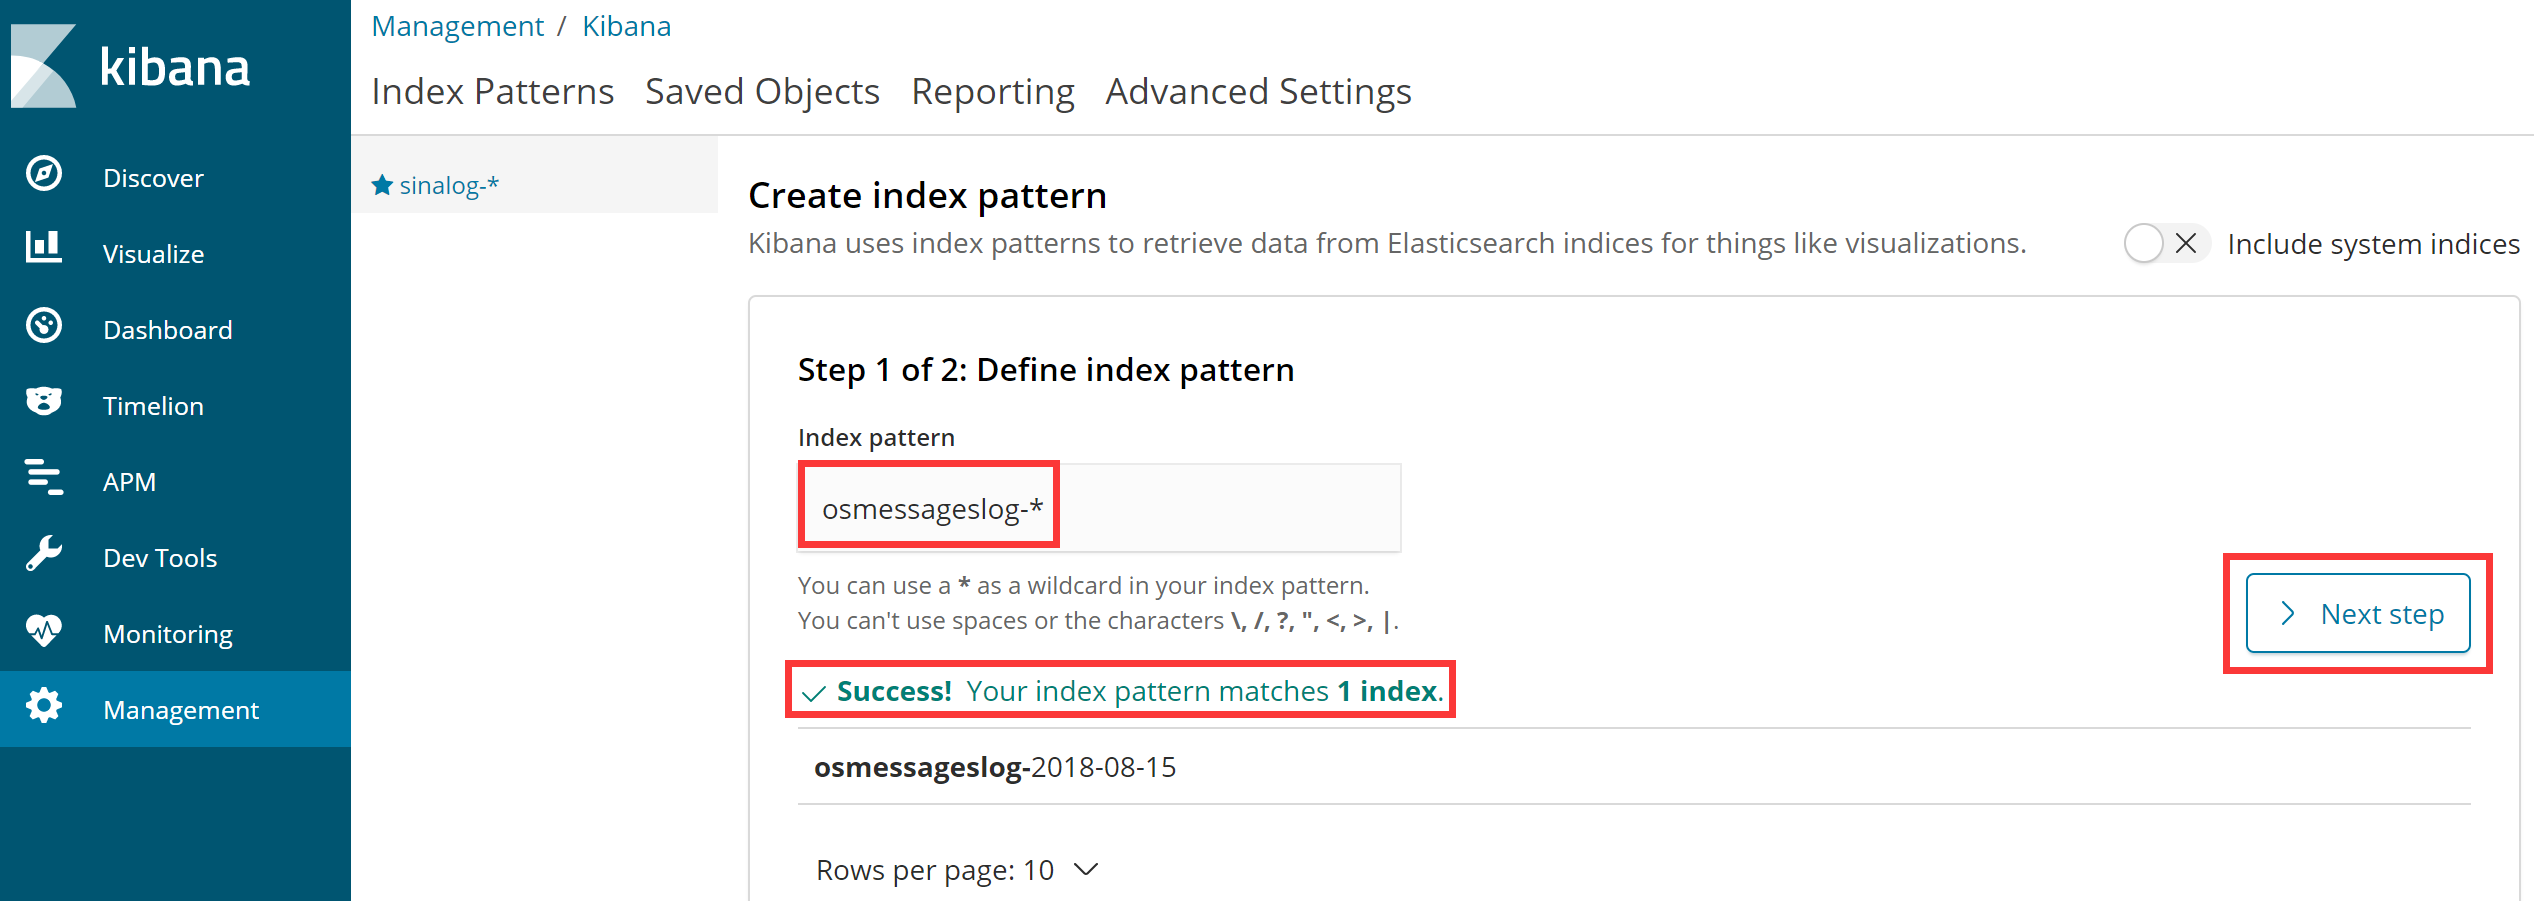 kibana
Discover
Visualize
Dashboard
Timelion
APM
Dev Tools
Monitoring
Management
Management / Kibana
Index Patterns Saved Objects Reporting Advanced Settings
sinalog-*
Create index pattern
Kibana uses index patterns to retrieve data from Elasticsearch indices for things like visualizations.
Include system indices
Step 1 of 2: Define index pattern
Index pattern
osmessageslog-*
You can use a * as a wildcard in your index pattern.
You can't use spaces or the characters \, /, ?, ", <, >, |.
Next step
Success! Your index pattern matches 1 index.
osmessageslog-2018-08-15
Rows per page: 10